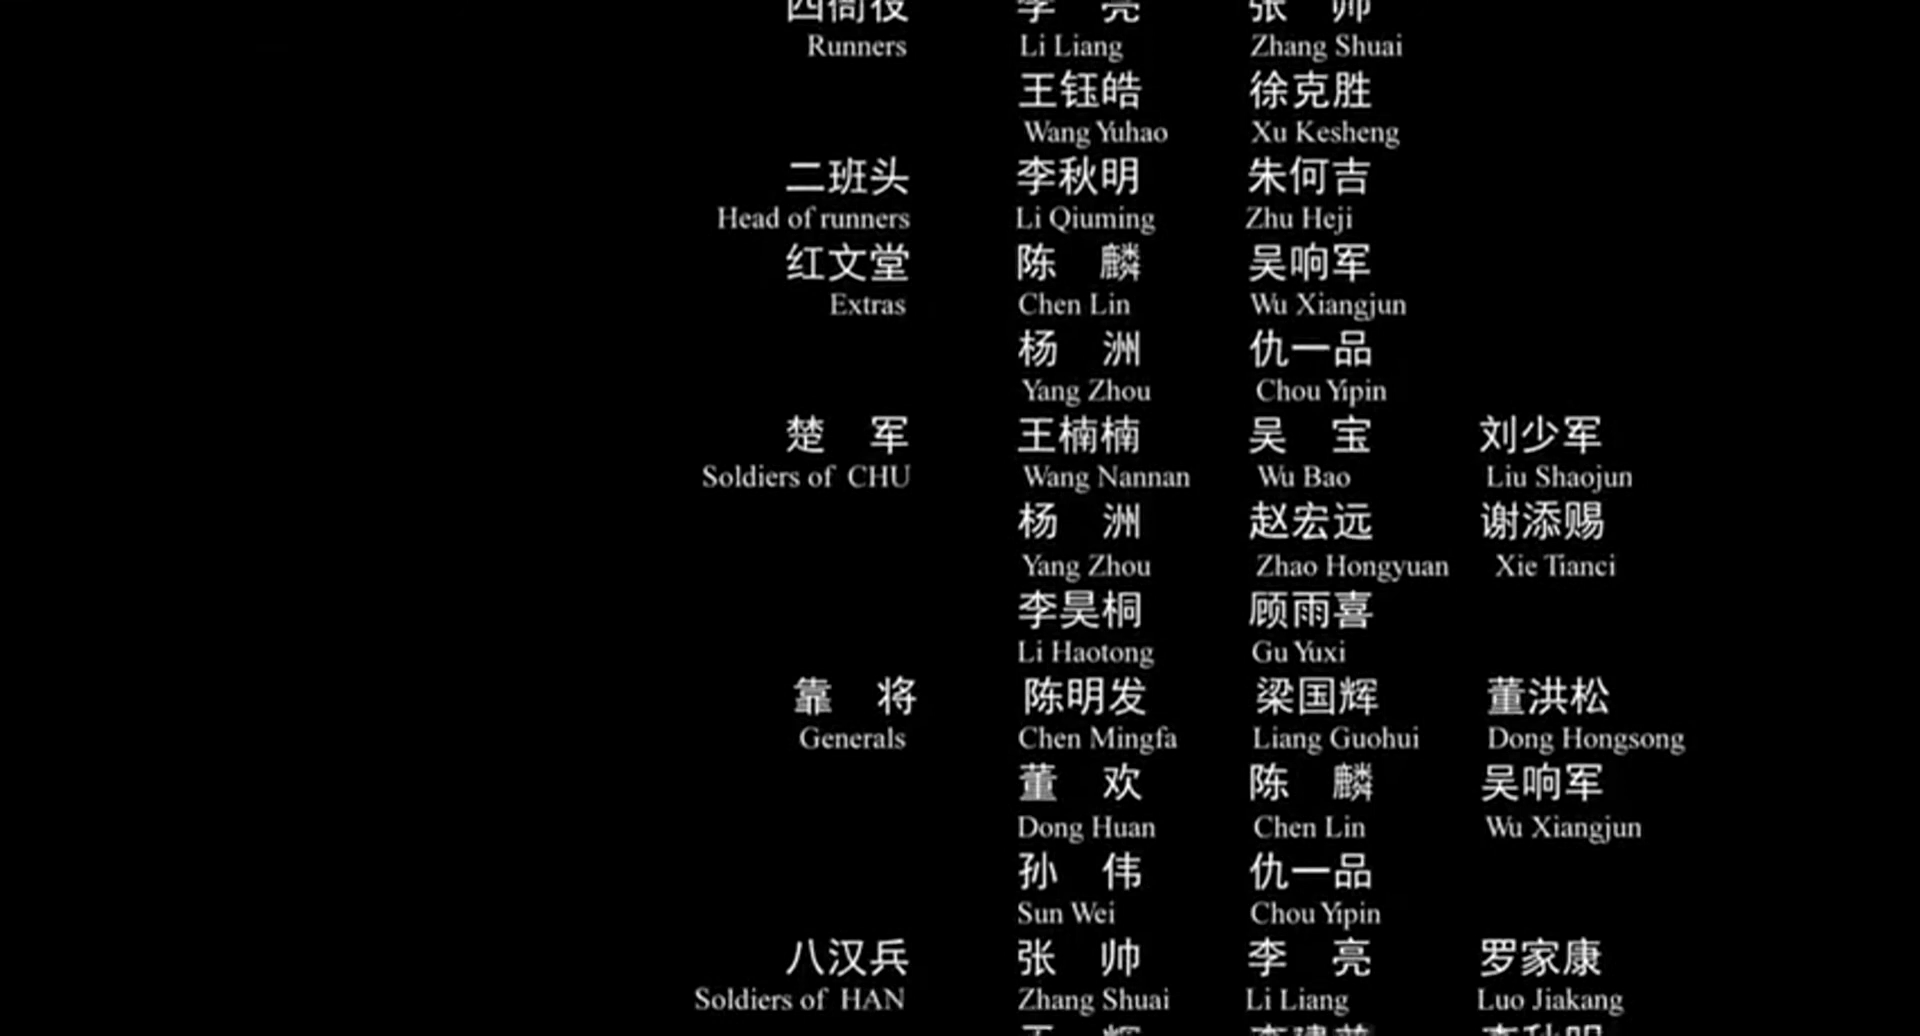 四衙役 李 亮 张 帅
Runners Li Liang Zhang Shuai
王钰皓 徐克胜
Wang Yuhao Xu Kesheng
二班头 李秋明 朱何吉
Head of runners Li Qiuming Zhu Heji
红文堂 陈 麟 吴响军
Extras Chen Lin Wu Xiangjun
杨 洲 仇一品
Yang Zhou Chou Yipin
楚 军 王楠楠 吴 宝 刘少军
Soldiers of CHU Wang Nannan Wu Bao Liu Shaojun
杨 洲 赵宏远 谢添赐
Yang Zhou Zhao Hongyuan Xie Tianci
李昊桐 顾雨喜
Li Haotong Gu Yuxi
靠 将 陈明发 梁国辉 董洪松
Generals Chen Mingfa Liang Guohui Dong Hongsong
董 欢 陈 麟 吴响军
Dong Huan Chen Lin Wu Xiangjun
孙 伟 仇一品
Sun Wei Chou Yipin
八汉兵 张 帅 李 亮 罗家康
Soldiers of HAN Zhang Shuai Li Liang Luo Jiakang